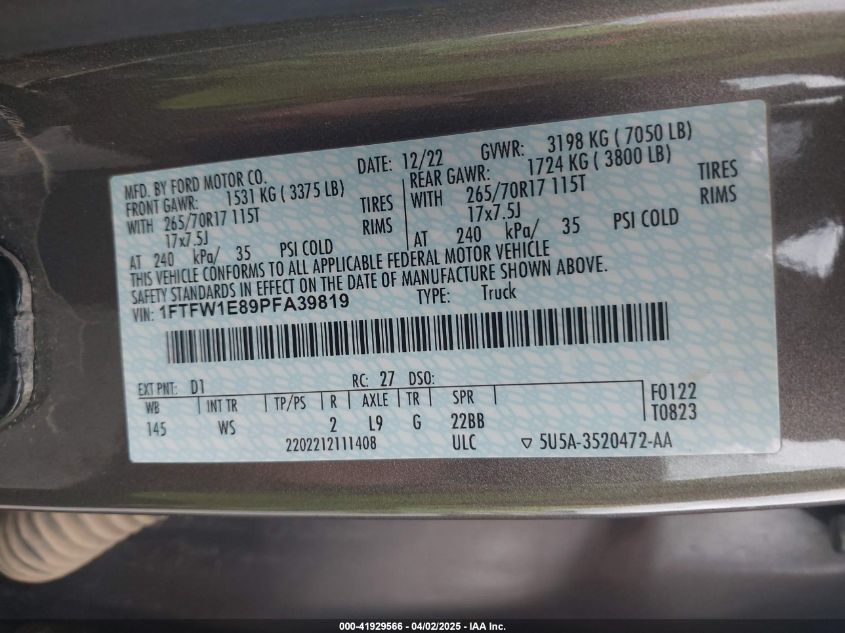 MFD. BY FORD MOTOR CO. DATE: 12/22 GVWR: 3198 KG ( 7050 LB)
FRONT GAWR: 1531 KG ( 3375 LB) REAR GAWR: 1724 KG ( 3800 LB)
WITH 265/70R17 115T TIRES WITH 265/70R17 115T TIRES
17x7.5J RIMS 17x7.5J RIMS
AT 240 kPa/ 35 PSI COLD AT 240 kPa/ 35 PSI COLD
THIS VEHICLE CONFORMS TO ALL APPLICABLE FEDERAL MOTOR VEHICLE
SAFETY STANDARDS IN EFFECT ON THE DATE OF MANUFACTURE SHOWN ABOVE.
VIN: 1FTFW1E89PFA39819 TYPE: Truck
EXT PNT: D1 RC: 27 DSO:
WB INT TR TP/PS R AXLE TR SPR F0122
145 WS 2 L9 G 22BB T0823
2202212111408 ULC ▽ 5U5A-3520472-AA
000-41929566 - 04/02/2025 - IAA Inc.